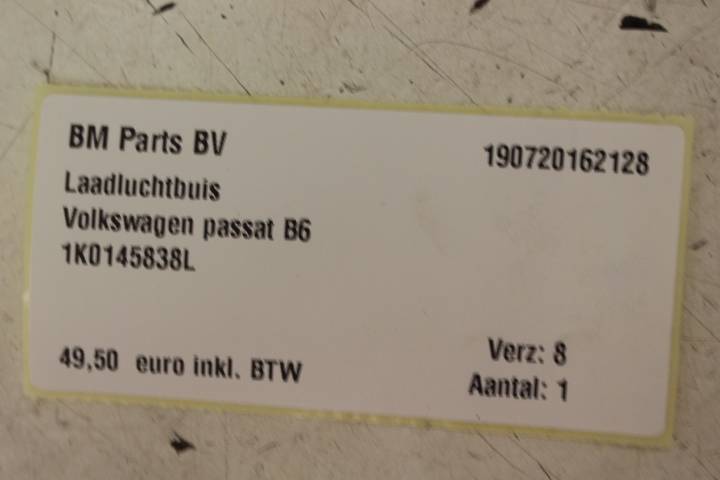 BM Parts BV
190720162128
Laadluchtbuis
Volkswagen passat B6
1K0145838L
49,50 euro inkl. BTW
Verz: 8
Aantal: 1